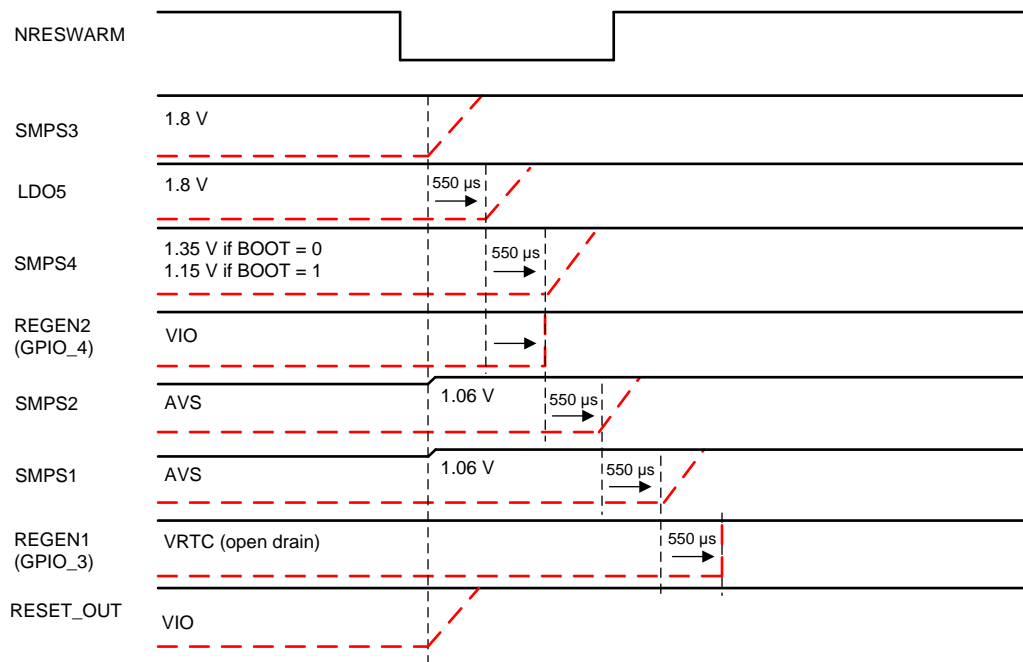 NRESWARM
SMPS3
1.8 V
LDO5
1.8 V
550 µs
SMPS4
1.35 V if BOOT = 0
1.15 V if BOOT = 1
550 µs
REGEN2
(GPIO_4)
VIO
SMPS2
AVS
1.06 V
550 µs
SMPS1
AVS
1.06 V
550 µs
REGEN1
(GPIO_3)
VRTC (open drain)
550 µs
RESET_OUT
VIO